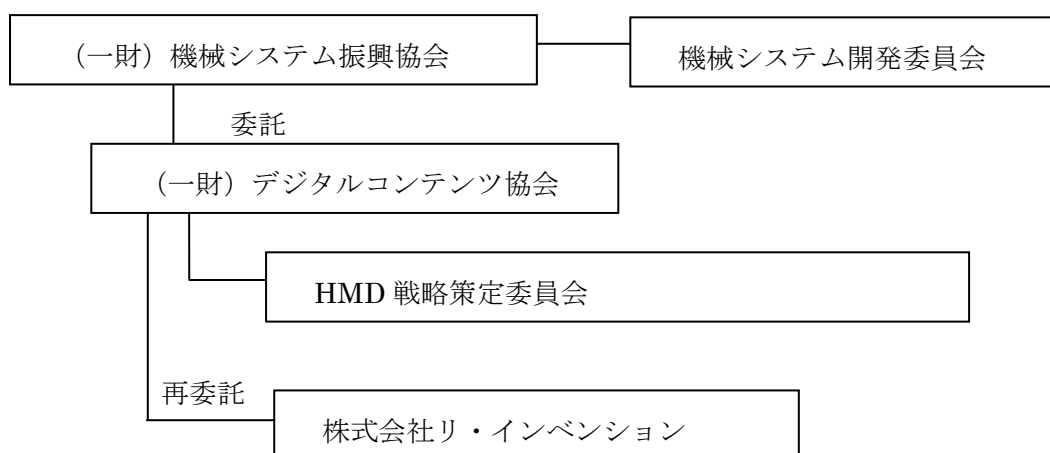 （一財）機械システム振興協会
機械システム開発委員会
委託
（一財）デジタルコンテンツ協会
HMD 戦略策定委員会
再委託
株式会社リ・インベンション